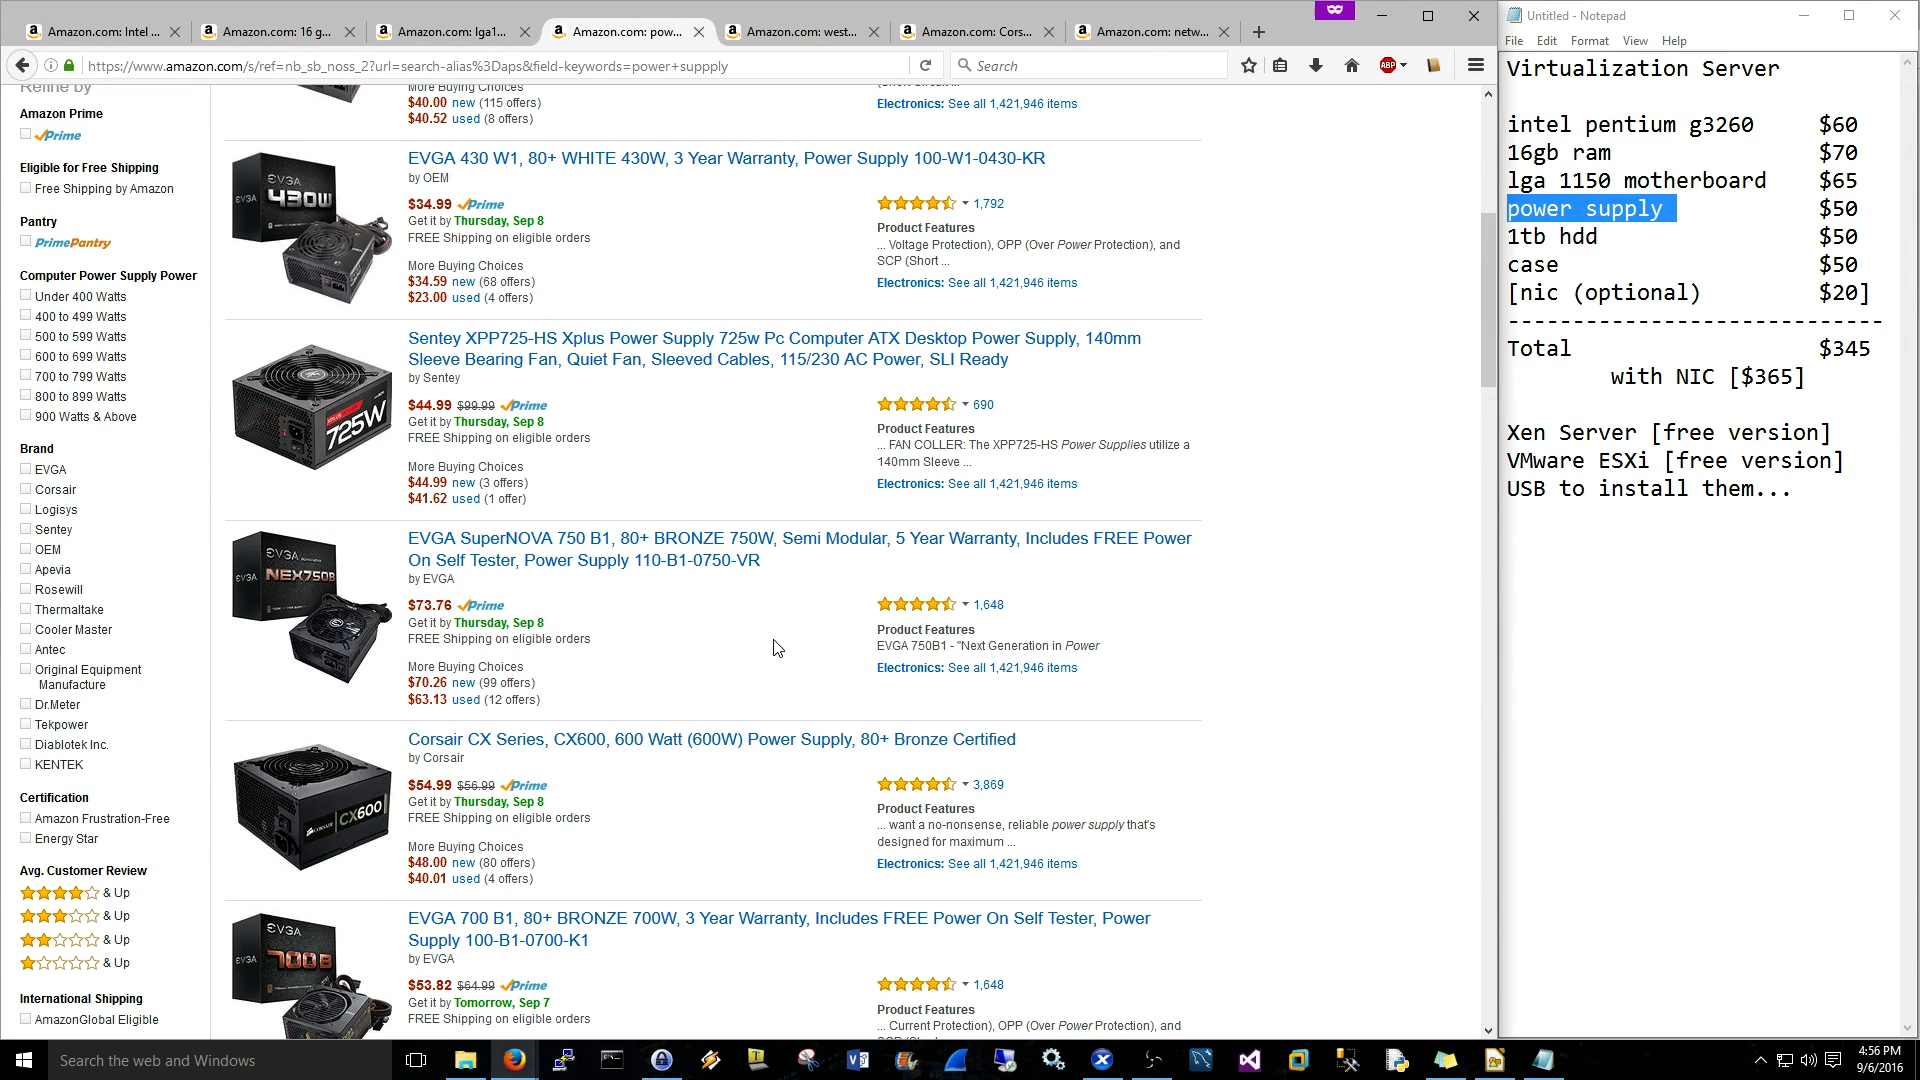 Amazon.com: Intel ...
Amazon.com: 16 g...
Amazon.com: lga1...
Amazon.com: pow...
Amazon.com: west...
Amazon.com: Cors...
Amazon.com: netw...
https://www.amazon.com/s/ref=nb_sb_noss_2?url=search-alias%3Daps&field-keywords=power+suppply
Search
ABP
Refine by
Amazon Prime
Prime
Eligible for Free Shipping
Free Shipping by Amazon
Pantry
PrimePantry
Computer Power Supply Power
Under 400 Watts
400 to 499 Watts
500 to 599 Watts
600 to 699 Watts
700 to 799 Watts
800 to 899 Watts
900 Watts & Above
Brand
EVGA
Corsair
Logisys
Sentey
OEM
Apevia
Rosewill
Thermaltake
Cooler Master
Antec
Original Equipment
Manufacture
Dr.Meter
Tekpower
Diablotek Inc.
KENTEK
Certification
Amazon Frustration-Free
Energy Star
Avg. Customer Review
& Up
& Up
& Up
& Up
International Shipping
AmazonGlobal Eligible
More Buying Choices
$40.00 new (115 offers)
$40.52 used (8 offers)
Electronics: See all 1,421,946 items
EVGA 430 W1, 80+ WHITE 430W, 3 Year Warranty, Power Supply 100-W1-0430-KR
by OEM
$34.99 Prime
Get it by Thursday, Sep 8
FREE Shipping on eligible orders
More Buying Choices
$34.59 new (68 offers)
$23.00 used (4 offers)
1,792
Product Features
... Voltage Protection), OPP (Over Power Protection), and
SCP (Short ...
Electronics: See all 1,421,946 items
EVGA
430W
Sentey XPP725-HS Xplus Power Supply 725w Pc Computer ATX Desktop Power Supply, 140mm
Sleeve Bearing Fan, Quiet Fan, Sleeved Cables, 115/230 AC Power, SLI Ready
by Sentey
$44.99 $99.99 Prime
Get it by Thursday, Sep 8
FREE Shipping on eligible orders
More Buying Choices
$44.99 new (3 offers)
$41.62 used (1 offer)
690
Product Features
... FAN COLLER: The XPP725-HS Power Supplies utilize a
140mm Sleeve ...
Electronics: See all 1,421,946 items
725W
EVGA SuperNOVA 750 B1, 80+ BRONZE 750W, Semi Modular, 5 Year Warranty, Includes FREE Power
On Self Tester, Power Supply 110-B1-0750-VR
by EVGA
$73.76 Prime
Get it by Thursday, Sep 8
FREE Shipping on eligible orders
More Buying Choices
$70.26 new (99 offers)
$63.13 used (12 offers)
1,648
Product Features
EVGA 750B1 - "Next Generation in Power
Electronics: See all 1,421,946 items
EVGA
NEX750B
Corsair CX Series, CX600, 600 Watt (600W) Power Supply, 80+ Bronze Certified
by Corsair
$54.99 $56.99 Prime
Get it by Thursday, Sep 8
FREE Shipping on eligible orders
More Buying Choices
$48.00 new (80 offers)
$40.01 used (4 offers)
3,869
Product Features
... want a no-nonsense, reliable power supply that's
designed for maximum ...
Electronics: See all 1,421,946 items
CORSAIR CX600
EVGA 700 B1, 80+ BRONZE 700W, 3 Year Warranty, Includes FREE Power On Self Tester, Power
Supply 100-B1-0700-K1
by EVGA
$53.82 $64.99 Prime
Get it by Tomorrow, Sep 7
FREE Shipping on eligible orders
1,648
Product Features
... Current Protection), OPP (Over Power Protection), and
EVGA
700B
Untitled - Notepad
File Edit Format View Help
Virtualization Server
intel pentium g3260 $60
16gb ram $70
lga 1150 motherboard $65
power supply $50
1tb hdd $50
case $50
[nic (optional) $20]
-----------------------------
Total $345
with NIC [$365]
Xen Server [free version]
VMware ESXi [free version]
USB to install them...
Search the web and Windows
4:56 PM
9/6/2016